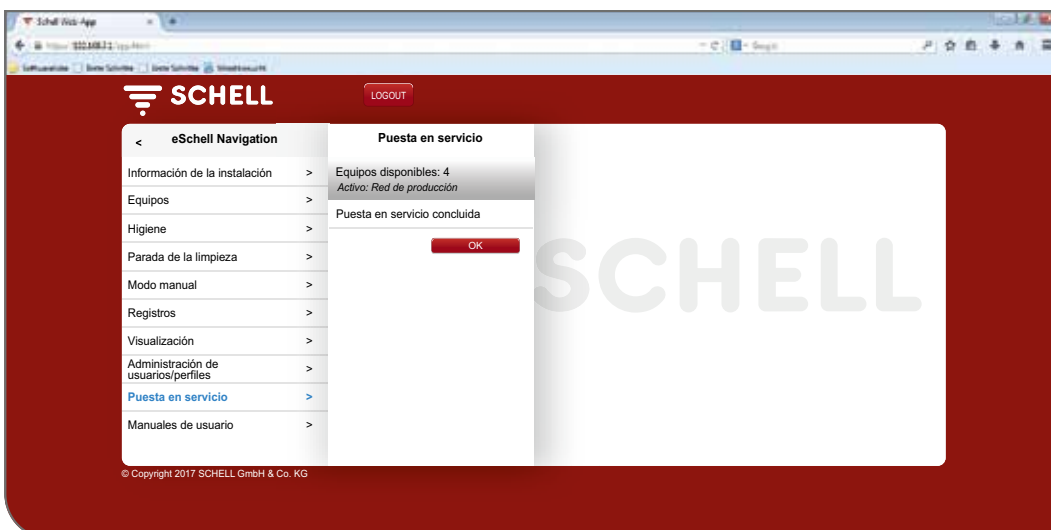 Schell Web-App
SCHELL
LOGOUT
< eSchell Navigation
Puesta en servicio
Información de la instalación >
Equipos >
Higiene >
Parada de la limpieza >
Modo manual >
Registros >
Visualización >
Administración de
usuarios/perfiles >
Puesta en servicio >
Manuales de usuario >
Equipos disponibles: 4
Activo: Red de producción
Puesta en servicio concluida
OK
SCHELL
© Copyright 2017 SCHELL GmbH & Co. KG